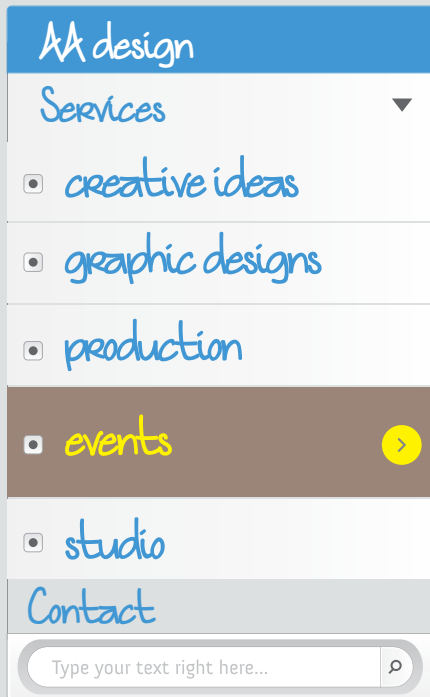 AA design
Services
creative ideas
graphic designs
production
events
studio
Contact
Type your text right here...